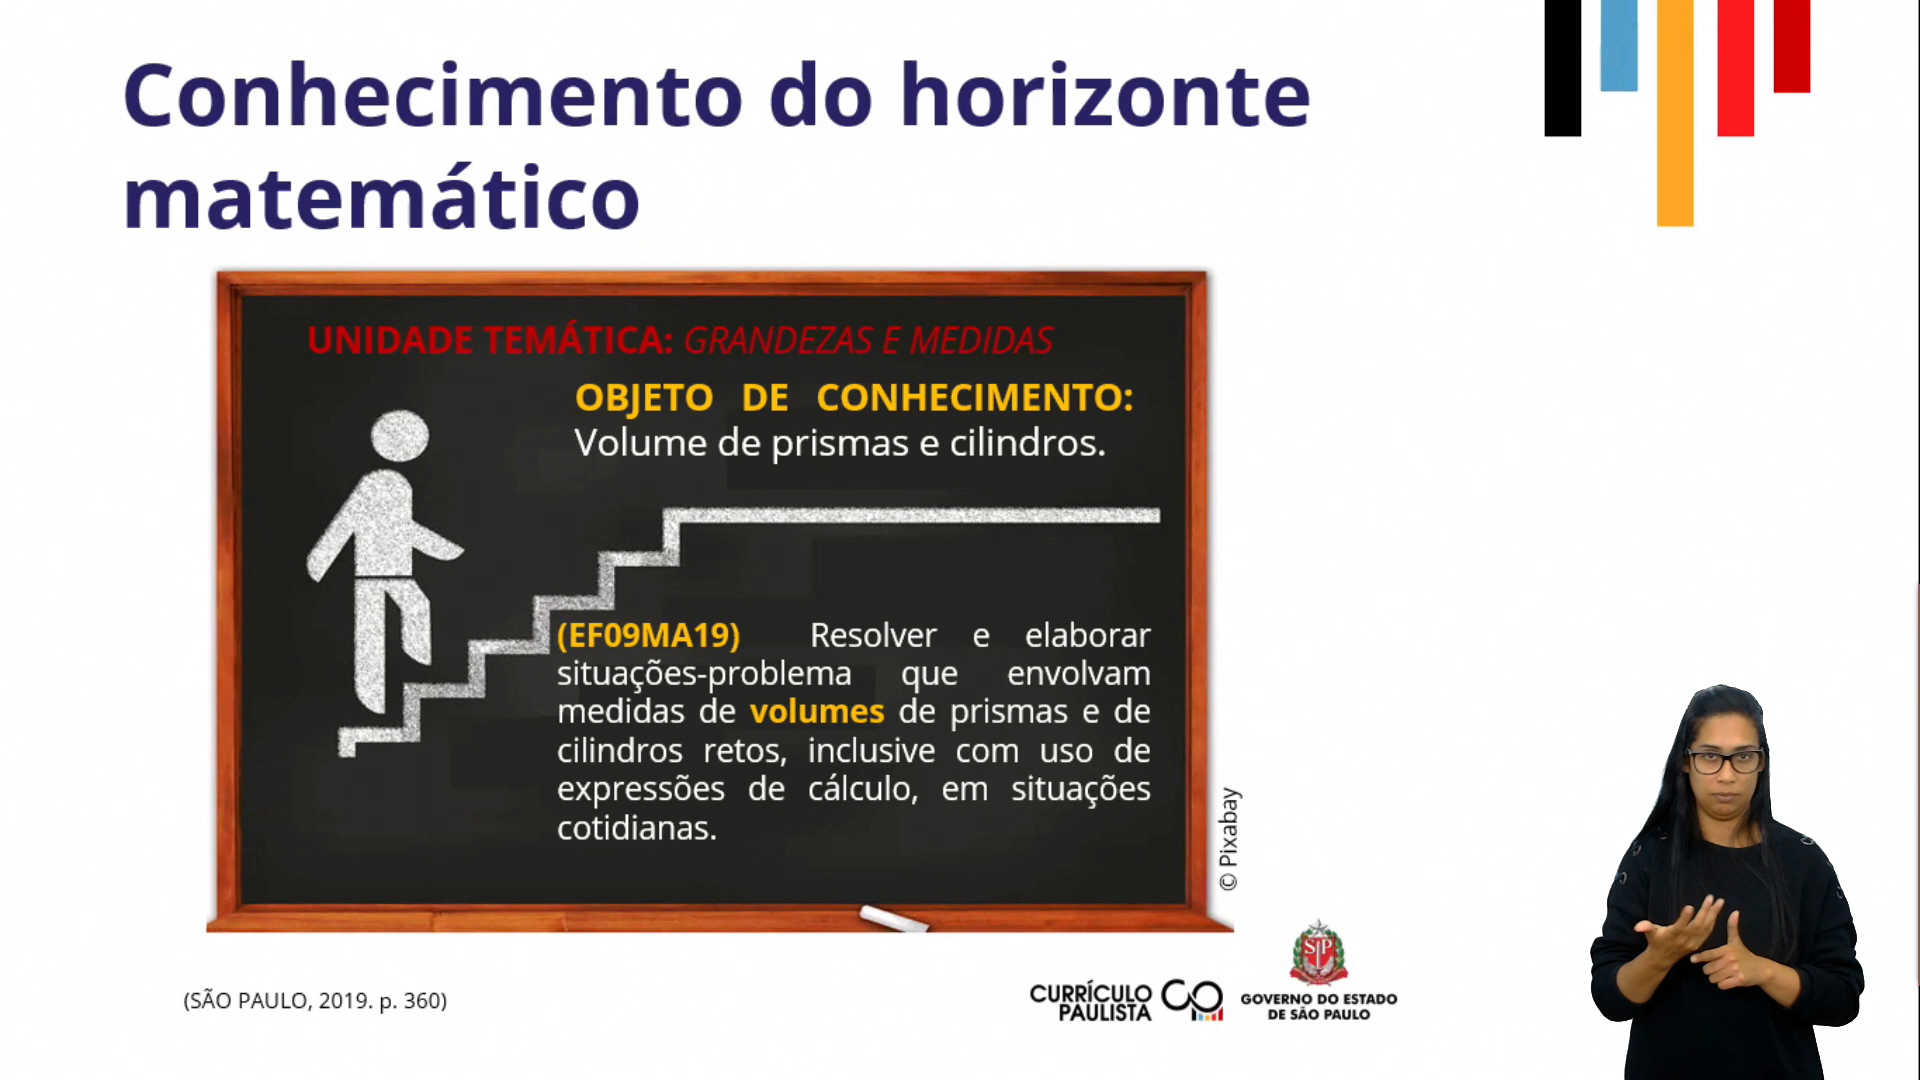 Conhecimento do horizonte
matemático
UNIDADE TEMÁTICA: GRANDEZAS E MEDIDAS
OBJETO DE CONHECIMENTO:
Volume de prismas e cilindros.
(EF09MA19) Resolver e elaborar
situações-problema que envolvam
medidas de volumes de prismas e de
cilindros retos, inclusive com uso de
expressões de cálculo, em situações
cotidianas.
© Pixabay
(SÃO PAULO, 2019. p. 360)
CURRÍCULO
PAULISTA
SP
GOVERNO DO ESTADO
DE SÃO PAULO